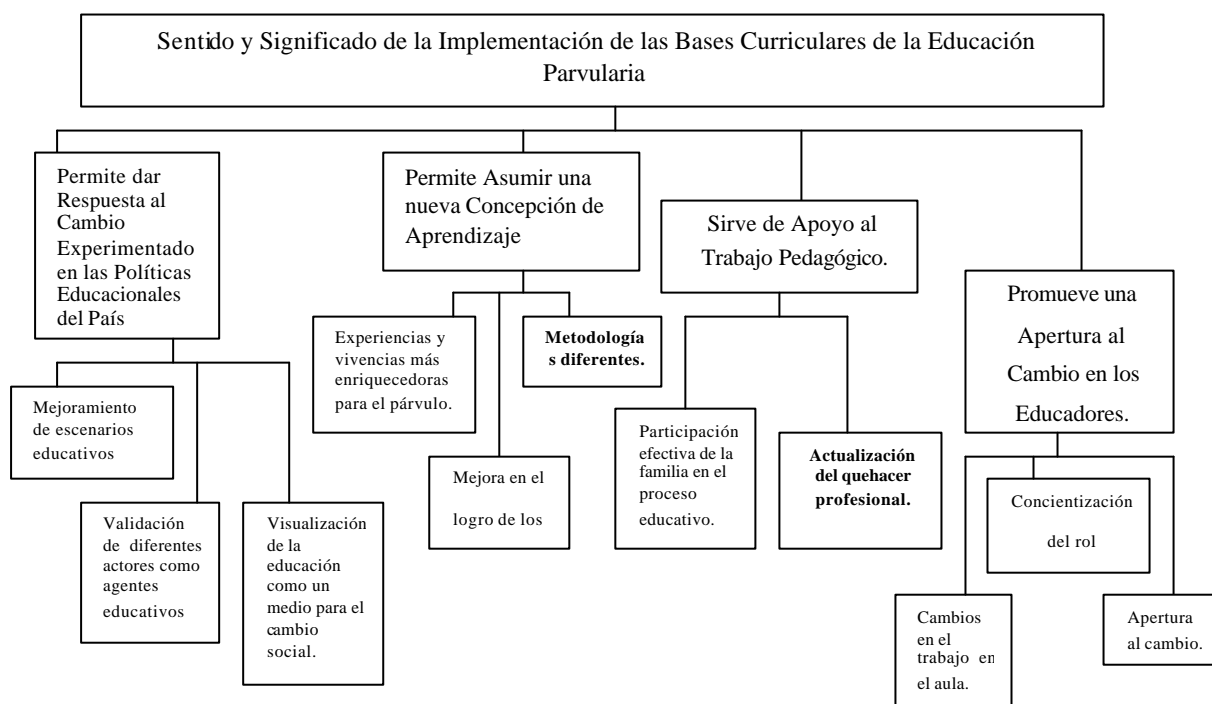 Sentido y Significado de la Implementación de las Bases Curriculares de la Educación
Parvularia
Permite dar
Respuesta al
Cambio
Experimentado
en las Políticas
Educacionales
del País
Permite Asumir una
nueva Concepción de
Aprendizaje
Sirve de Apoyo al
Trabajo Pedagógico.
Promueve una
Apertura al
Cambio en los
Educadores.
Mejoramiento
de escenarios
educativos
Validación
de diferentes
actores como
agentes
educativos
Visualización
de la
educación
como un
medio para el
cambio
social.
Experiencias y
vivencias más
enriquecedoras
para el párvulo.
Mejora en el
logro de los
Metodología
s diferentes.
Participación
efectiva de la
familia en el
proceso
educativo.
Actualización
del quehacer
profesional.
Cambios
en el
trabajo en
el aula.
Concientización
del rol
Apertura
al cambio.